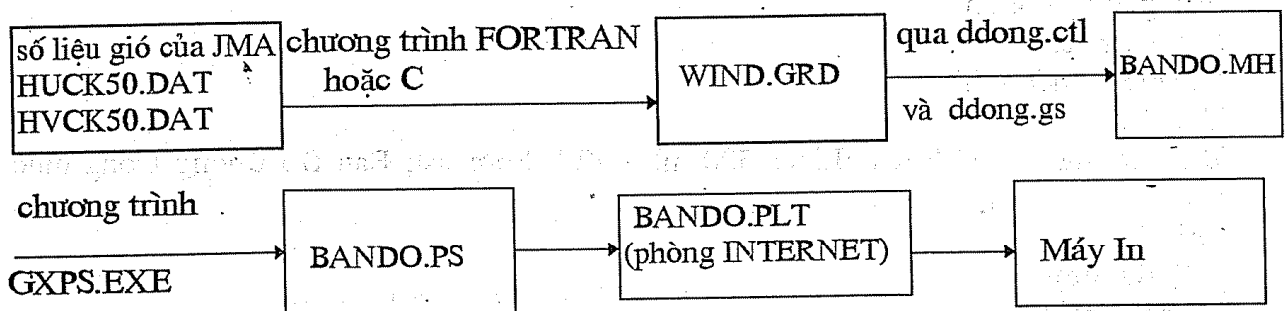 số liệu gió của JMA
HUCK50.DAT
HVCK50.DAT
chương trình FORTRAN
hoặc C
WIND.GRD
qua ddong.ctl
và ddong.gs
BANDO.MH
chương trình
GXPS.EXE
BANDO.PS
BANDO.PLT
(phòng INTERNET)
Máy In